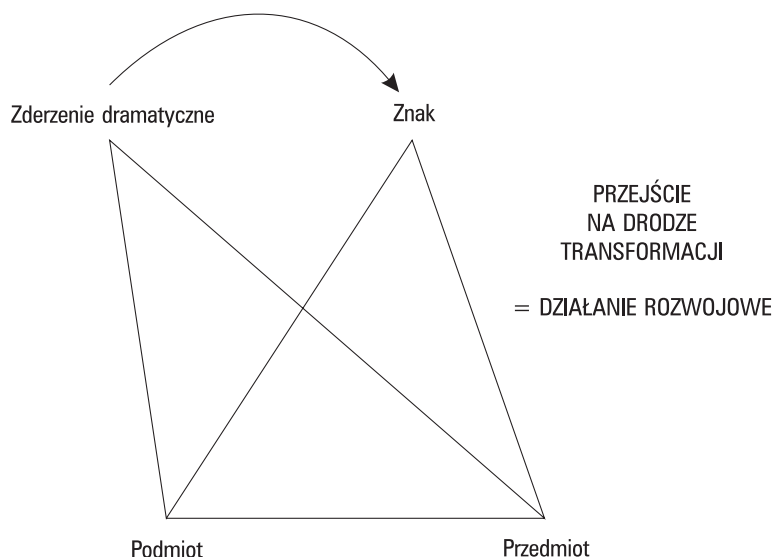 Zderzenie dramatyczne
Znak
PRZEJŚCIE
NA DRODZE
TRANSFORMACJI
= DZIAŁANIE ROZWOJOWE
Podmiot
Przedmiot